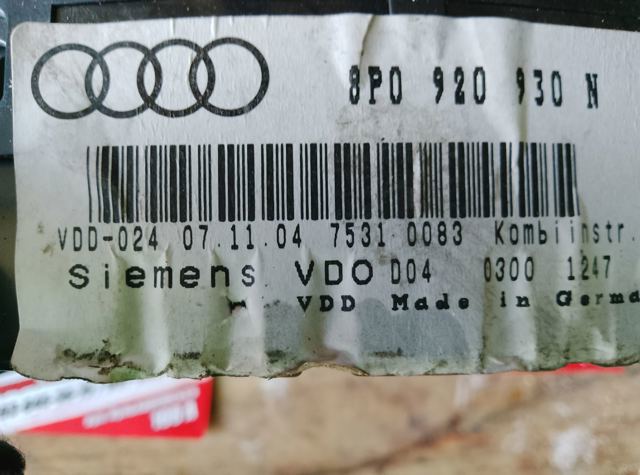 8P0 920 930 N
VDD-024 07.11.04 7531 0083 Kombiinstr.
Siemens VDO D04 0300 1247
VDD Made in Germa